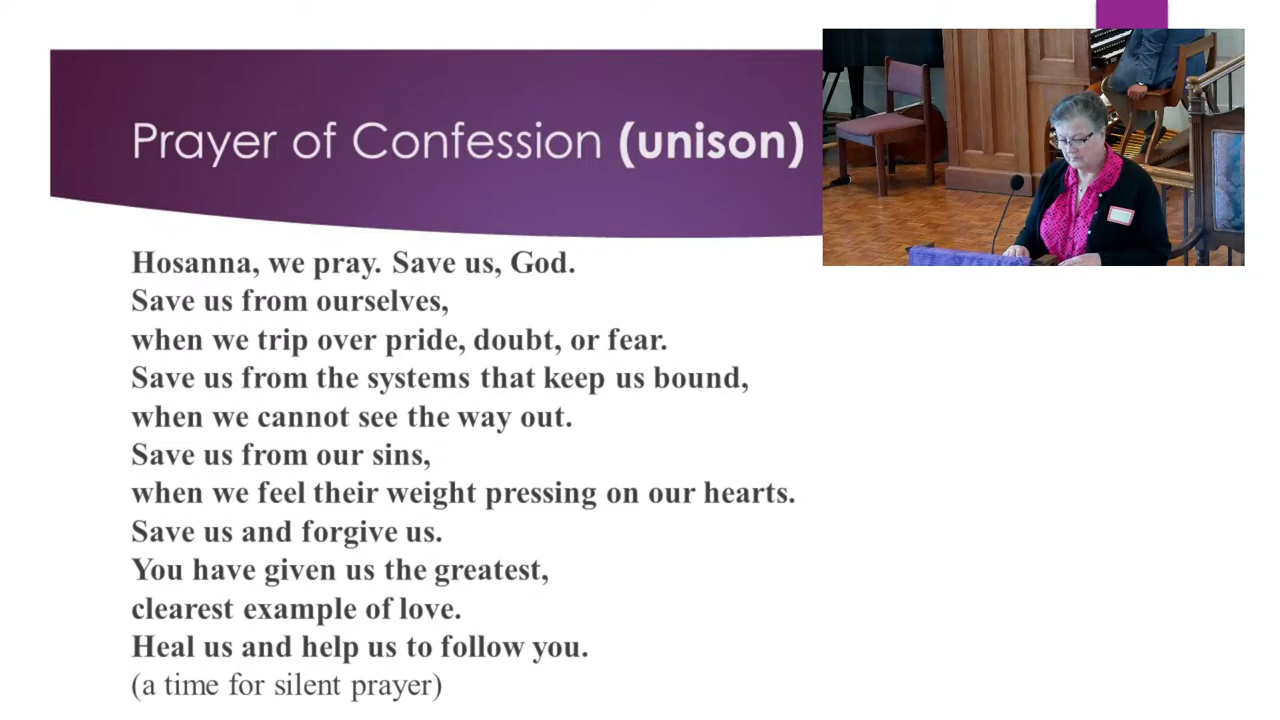 Prayer of Confession (unison)
Hosanna, we pray. Save us, God.
Save us from ourselves,
when we trip over pride, doubt, or fear.
Save us from the systems that keep us bound,
when we cannot see the way out.
Save us from our sins,
when we feel their weight pressing on our hearts.
Save us and forgive us.
You have given us the greatest,
clearest example of love.
Heal us and help us to follow you.
(a time for silent prayer)